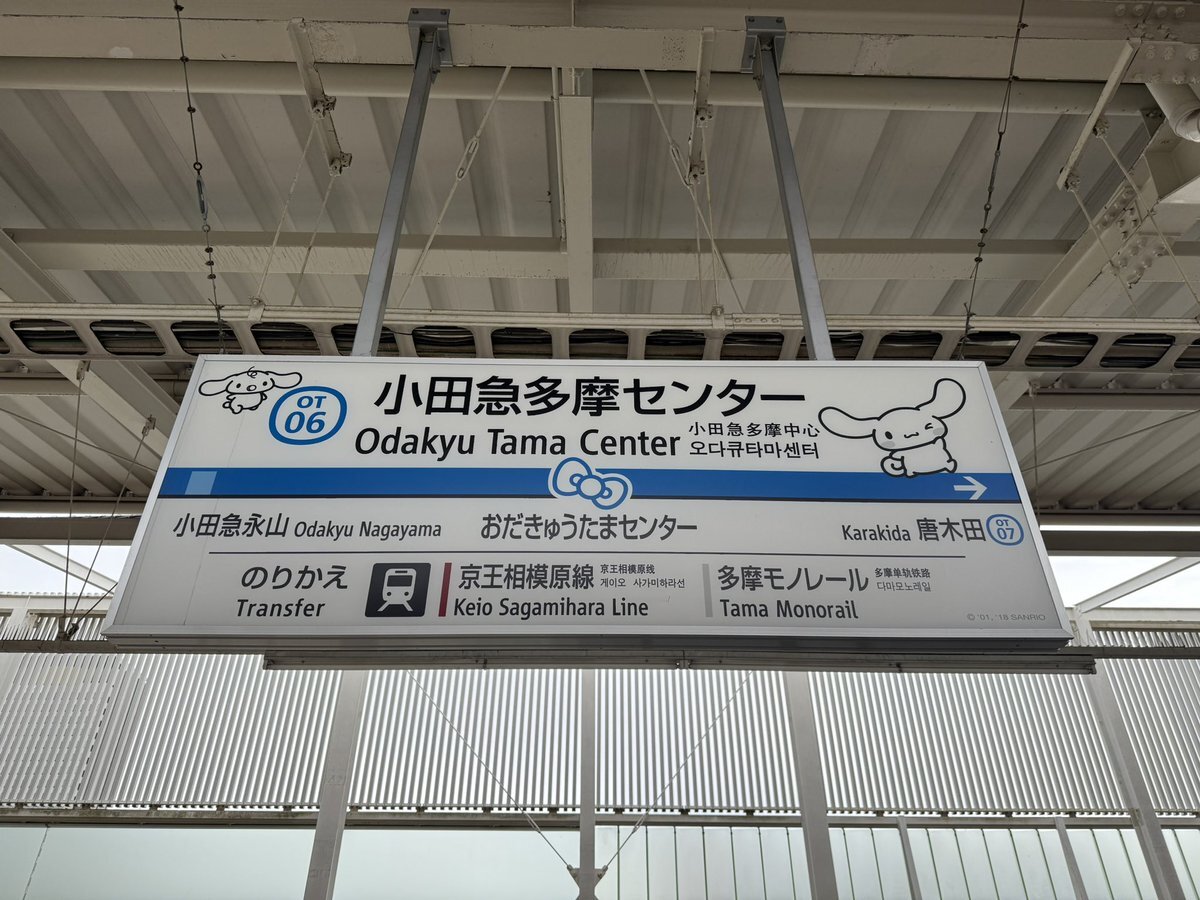 OT
06
小田急多摩センター
Odakyu Tama Center
小田急多摩中心
오다큐타마센터
小田急永山 Odakyu Nagayama
おだきゅうたまセンター
Karakida 唐木田
OT
07
のりかえ
Transfer
京王相模原線
京王相模原线
게이오 사가미하라선
Keio Sagamihara Line
多摩モノレール
多摩单轨铁路
다마모노레일
Tama Monorail
© '01, '18 SANRIO